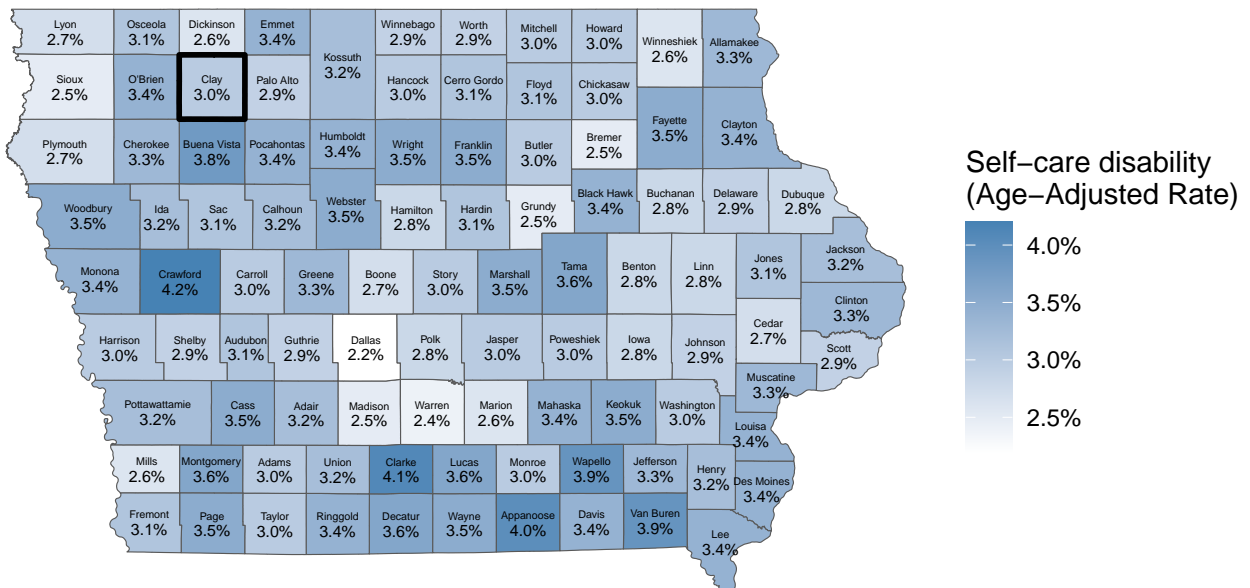 Lyon
2.7%
Osceola
3.1%
Dickinson
2.6%
Emmet
3.4%
Kossuth
3.2%
Winnebago
2.9%
Worth
2.9%
Mitchell
3.0%
Howard
3.0%
Winneshiek
2.6%
Allamakee
3.3%
Sioux
2.5%
O'Brien
3.4%
Clay
3.0%
Palo Alto
2.9%
Hancock
3.0%
Cerro Gordo
3.1%
Floyd
3.1%
Chickasaw
3.0%
Fayette
3.5%
Clayton
3.4%
Plymouth
2.7%
Cherokee
3.3%
Buena Vista
3.8%
Pocahontas
3.4%
Humboldt
3.4%
Wright
3.5%
Franklin
3.5%
Butler
3.0%
Bremer
2.5%
Woodbury
3.5%
Ida
3.2%
Sac
3.1%
Calhoun
3.2%
Webster
3.5%
Hamilton
2.8%
Hardin
3.1%
Grundy
2.5%
Black Hawk
3.4%
Buchanan
2.8%
Delaware
2.9%
Dubuque
2.8%
Monona
3.4%
Crawford
4.2%
Carroll
3.0%
Greene
3.3%
Boone
2.7%
Story
3.0%
Marshall
3.5%
Tama
3.6%
Benton
2.8%
Linn
2.8%
Jones
3.1%
Jackson
3.2%
Clinton
3.3%
Harrison
3.0%
Shelby
2.9%
Audubon
3.1%
Guthrie
2.9%
Dallas
2.2%
Polk
2.8%
Jasper
3.0%
Poweshiek
3.0%
Iowa
2.8%
Johnson
2.9%
Cedar
2.7%
Scott
2.9%
Muscatine
3.3%
Pottawattamie
3.2%
Cass
3.5%
Adair
3.2%
Madison
2.5%
Warren
2.4%
Marion
2.6%
Mahaska
3.4%
Keokuk
3.5%
Washington
3.0%
Louisa
3.4%
Mills
2.6%
Montgomery
3.6%
Adams
3.0%
Union
3.2%
Clarke
4.1%
Lucas
3.6%
Monroe
3.0%
Wapello
3.9%
Jefferson
3.3%
Henry
3.2%
Des Moines
3.4%
Fremont
3.1%
Page
3.5%
Taylor
3.0%
Ringgold
3.4%
Decatur
3.6%
Wayne
3.5%
Appanoose
4.0%
Davis
3.4%
Van Buren
3.9%
Lee
3.4%
Self−care disability
(Age−Adjusted Rate)
4.0%
3.5%
3.0%
2.5%